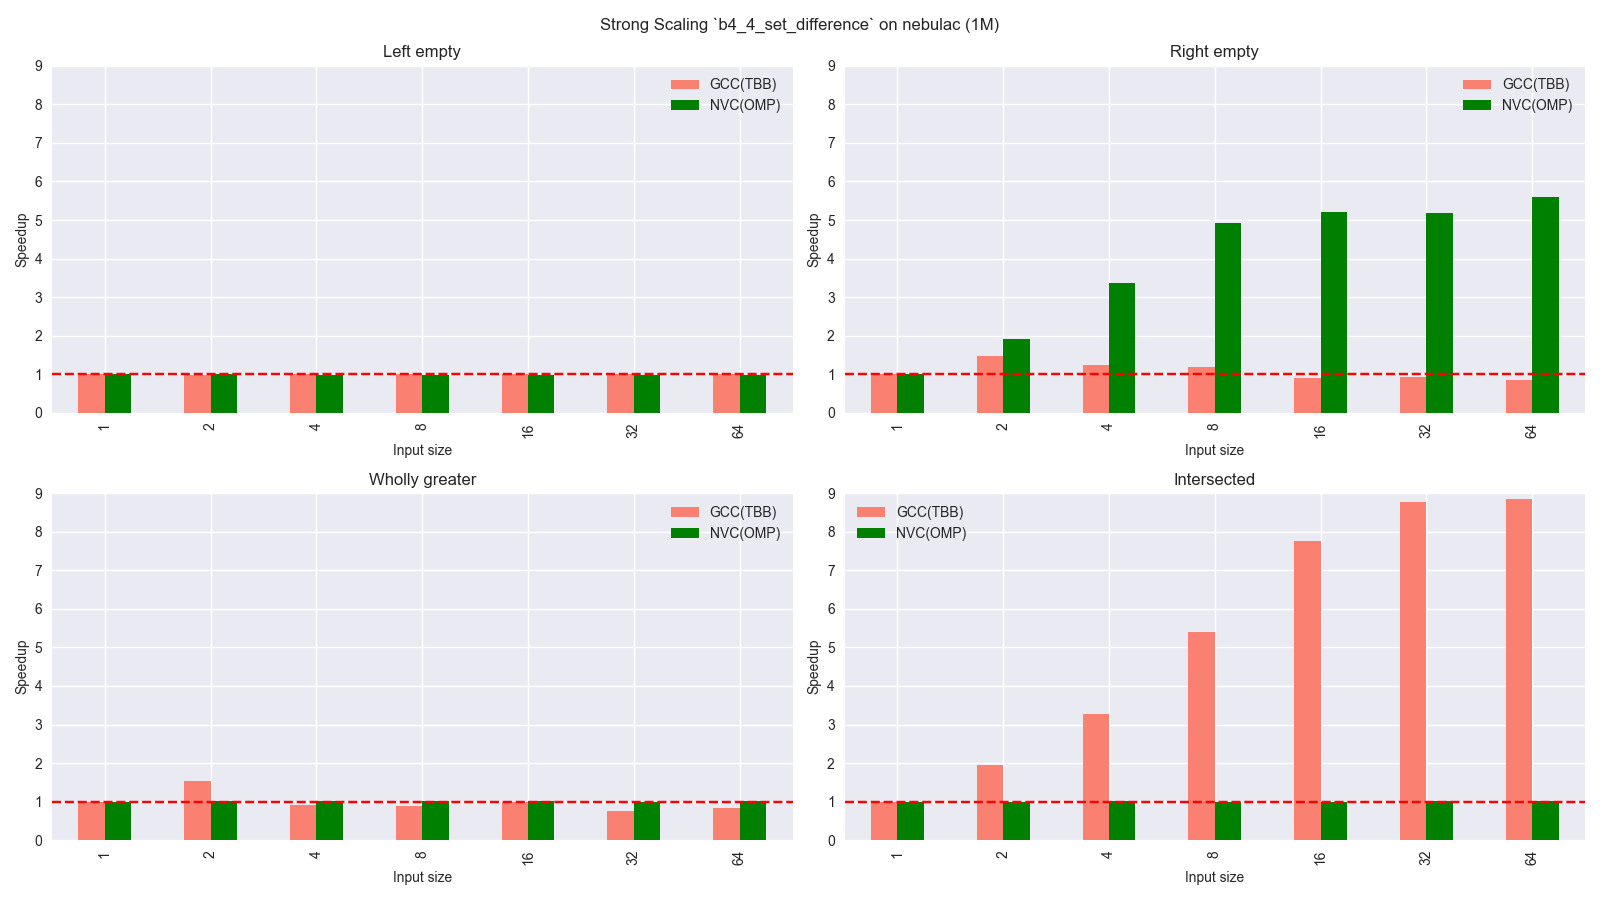 Strong Scaling `b4_4_set_difference` on nebulac (1M)
Left empty
9
8
7
6
5
4
3
2
1
0
Speedup
GCC(TBB)
NVC(OMP)
1 2 4 8 16 32 64
Input size
Right empty
9
8
7
6
5
4
3
2
1
0
Speedup
GCC(TBB)
NVC(OMP)
1 2 4 8 16 32 64
Input size
Wholly greater
9
8
7
6
5
4
3
2
1
0
Speedup
GCC(TBB)
NVC(OMP)
1 2 4 8 16 32 64
Input size
Intersected
9
8
7
6
5
4
3
2
1
0
Speedup
GCC(TBB)
NVC(OMP)
1 2 4 8 16 32 64
Input size